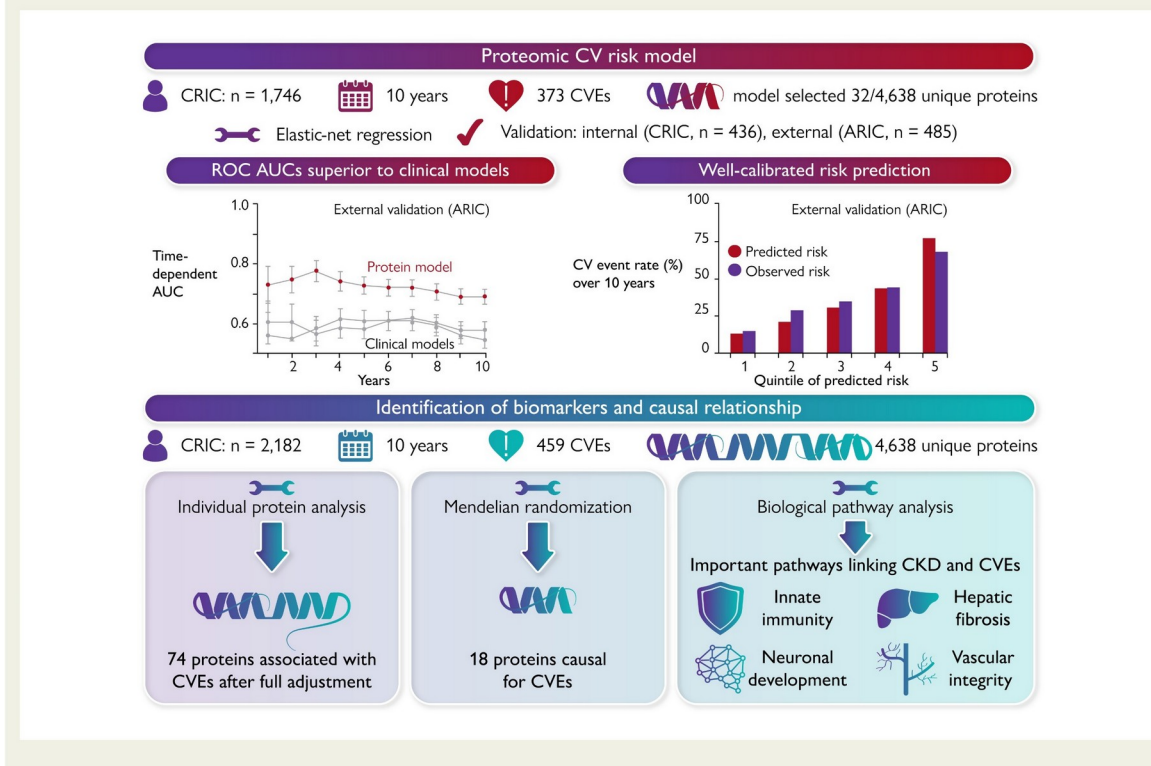 Proteomic CV risk model
CRIC: n = 1,746 10 years 373 CVEs model selected 32/4,638 unique proteins
Elastic-net regression Validation: internal (CRIC, n = 436), external (ARIC, n = 485)
ROC AUCs superior to clinical models
1.0
External validation (ARIC)
Time-
dependent
AUC
0.8
Protein model
0.6
Clinical models
2 4 6 8 10
Years
Well-calibrated risk prediction
100
External validation (ARIC)
75
Predicted risk
Observed risk
CV event rate (%)
over 10 years
50
25
0
1 2 3 4 5
Quintile of predicted risk
Identification of biomarkers and causal relationship
CRIC: n = 2,182 10 years 459 CVEs 4,638 unique proteins
Individual protein analysis
74 proteins associated with
CVEs after full adjustment
Mendelian randomization
18 proteins causal
for CVEs
Biological pathway analysis
Important pathways linking CKD and CVEs
Innate
immunity
Hepatic
fibrosis
Neuronal
development
Vascular
integrity